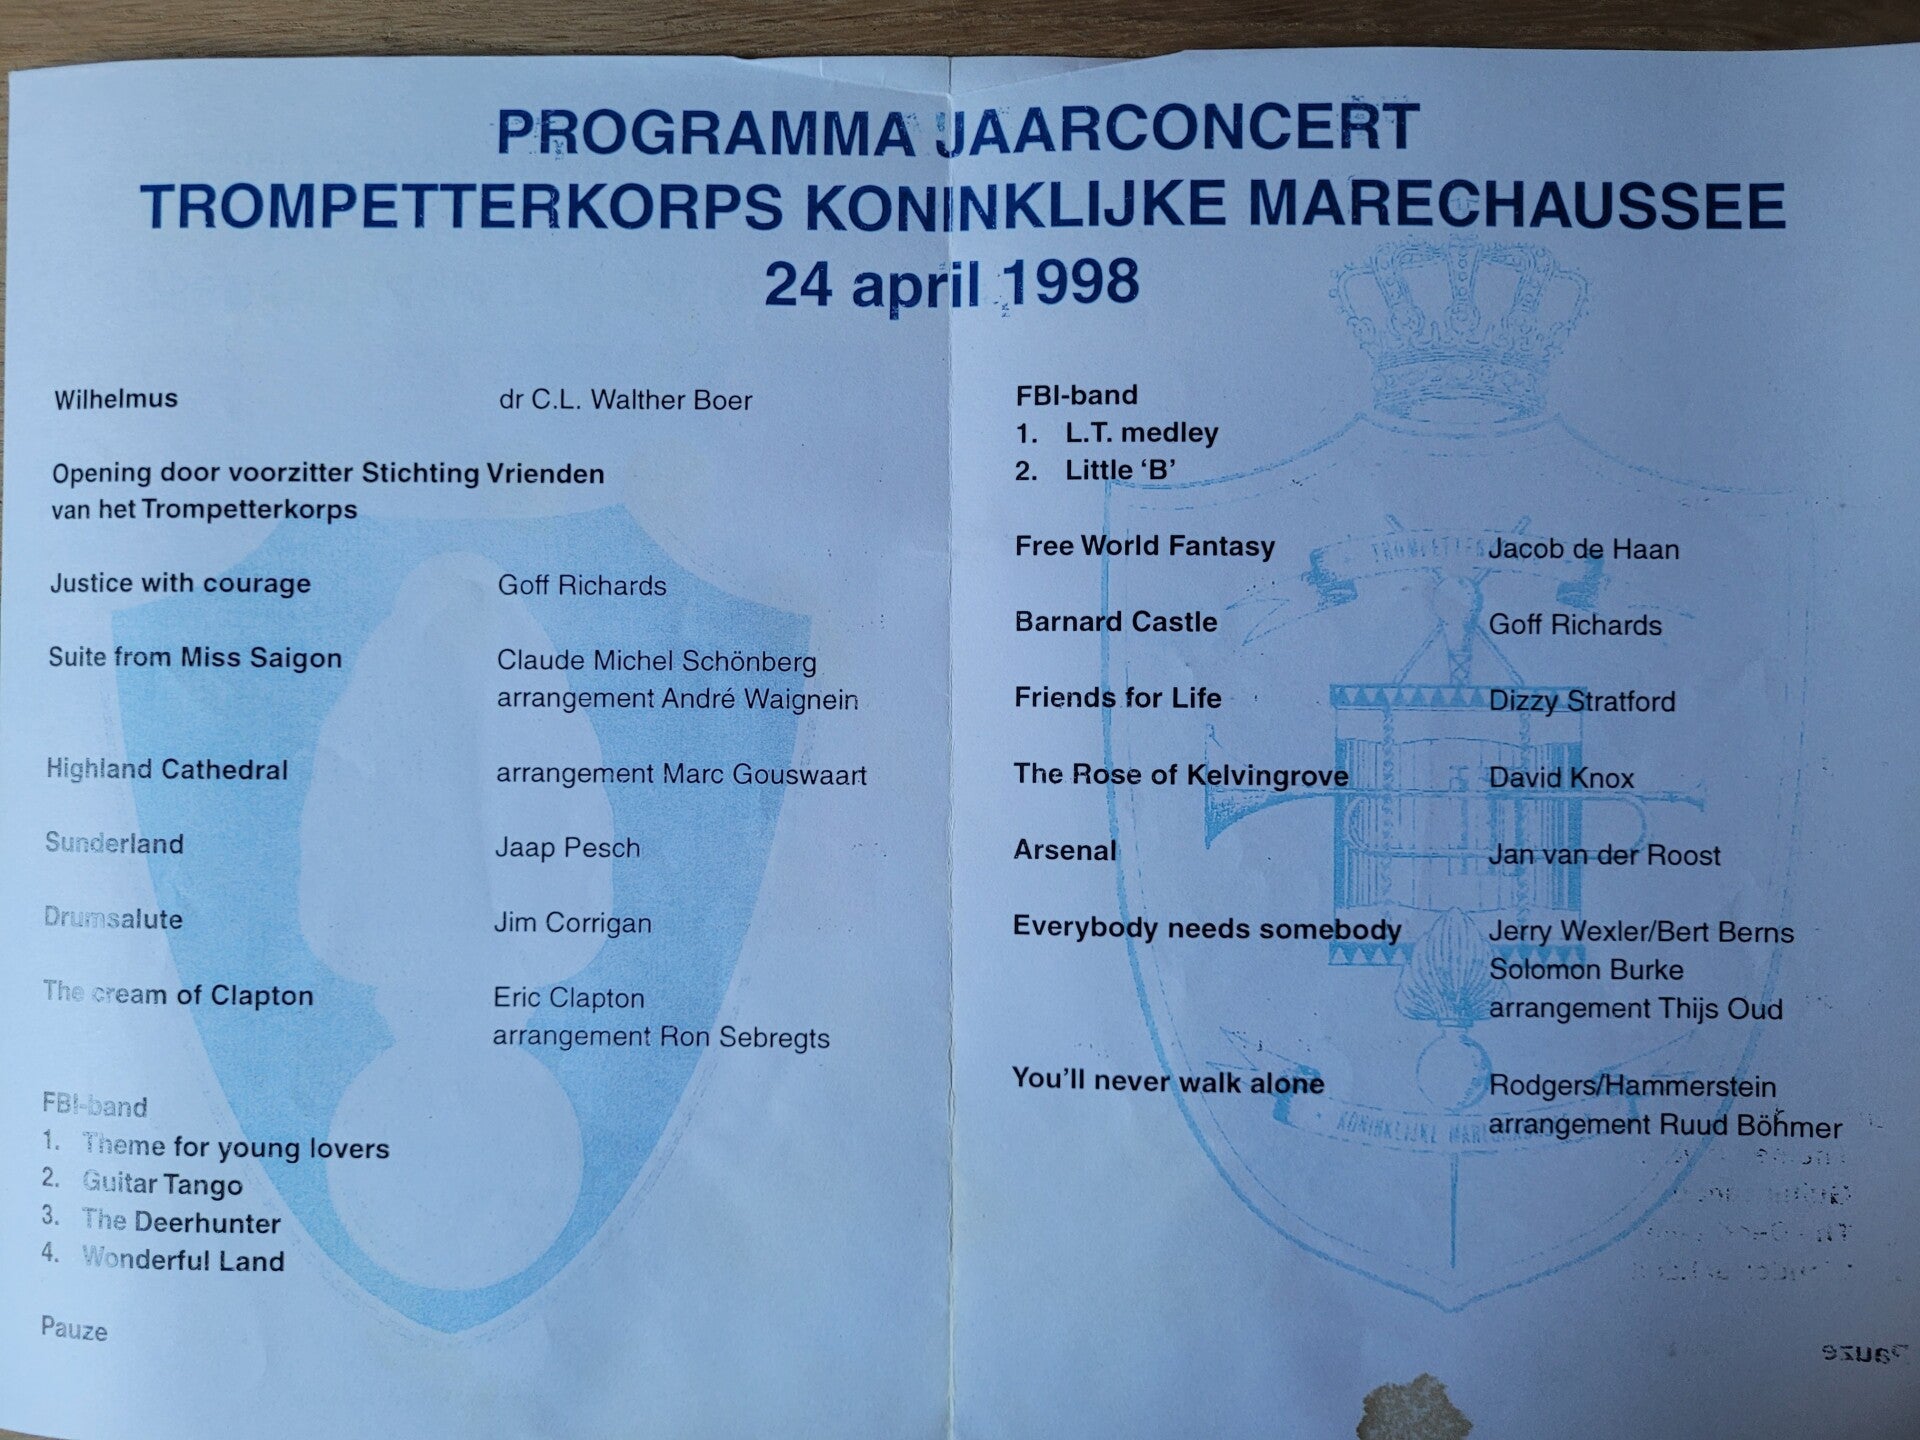 PROGRAMMA JAARCONCERT
TROMPETTERKORPS KONINKLIJKE MARECHAUSSEE
24 april 1998
Wilhelmus dr C.L. Walther Boer
Opening door voorzitter Stichting Vrienden
van het Trompetterkorps
Justice with courage Goff Richards
Suite from Miss Saigon Claude Michel Schönberg
arrangement André Waignein
Highland Cathedral arrangement Marc Gouswaart
Sunderland Jaap Pesch
Drumsalute Jim Corrigan
The cream of Clapton Eric Clapton
arrangement Ron Sebregts
FBI-band
1. Theme for young lovers
2. Guitar Tango
3. The Deerhunter
4. Wonderful Land
Pauze
FBI-band
1. L.T. medley
2. Little ‘B’
Free World Fantasy Jacob de Haan
Barnard Castle Goff Richards
Friends for Life Dizzy Stratford
The Rose of Kelvingrove David Knox
Arsenal Jan van der Roost
Everybody needs somebody Jerry Wexler/Bert Berns
Solomon Burke
arrangement Thijs Oud
You’ll never walk alone Rodgers/Hammerstein
arrangement Ruud Böhmer
KONINKLIJKE
Pauze